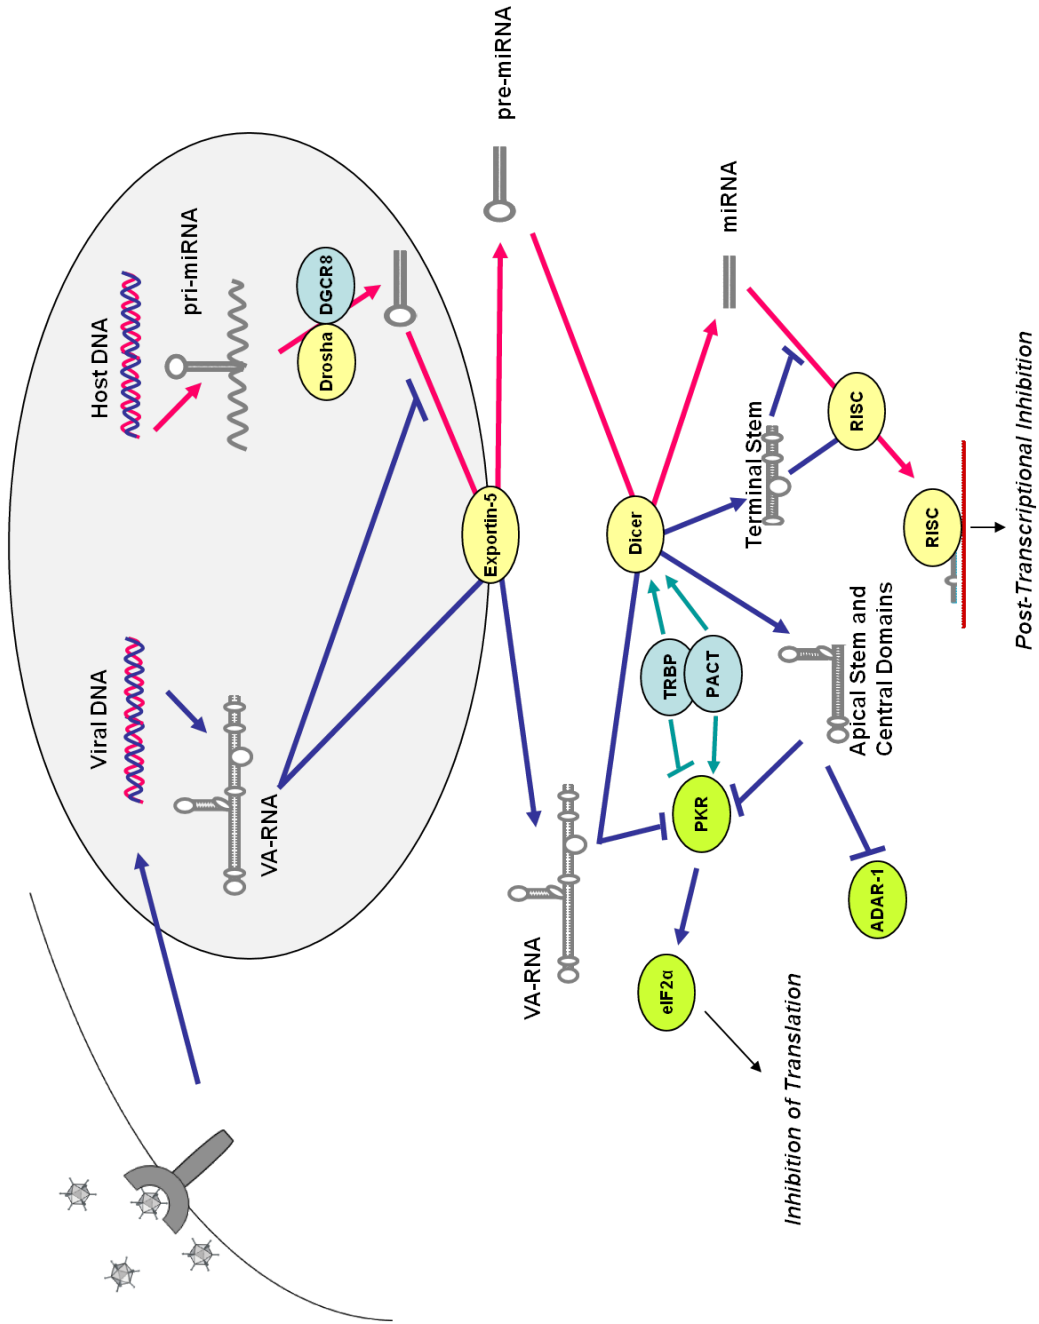 Viral DNA
Host DNA
pri-miRNA
VA-RNA
Drosha
DGCR8
Exportin-5
pre-miRNA
VA-RNA
Dicer
TRBP
PACT
miRNA
PKR
eIF2α
Terminal Stem
RISC
Apical Stem and
Central Domains
ADAR-1
RISC
Inhibition of Translation
Post-Transcriptional Inhibition